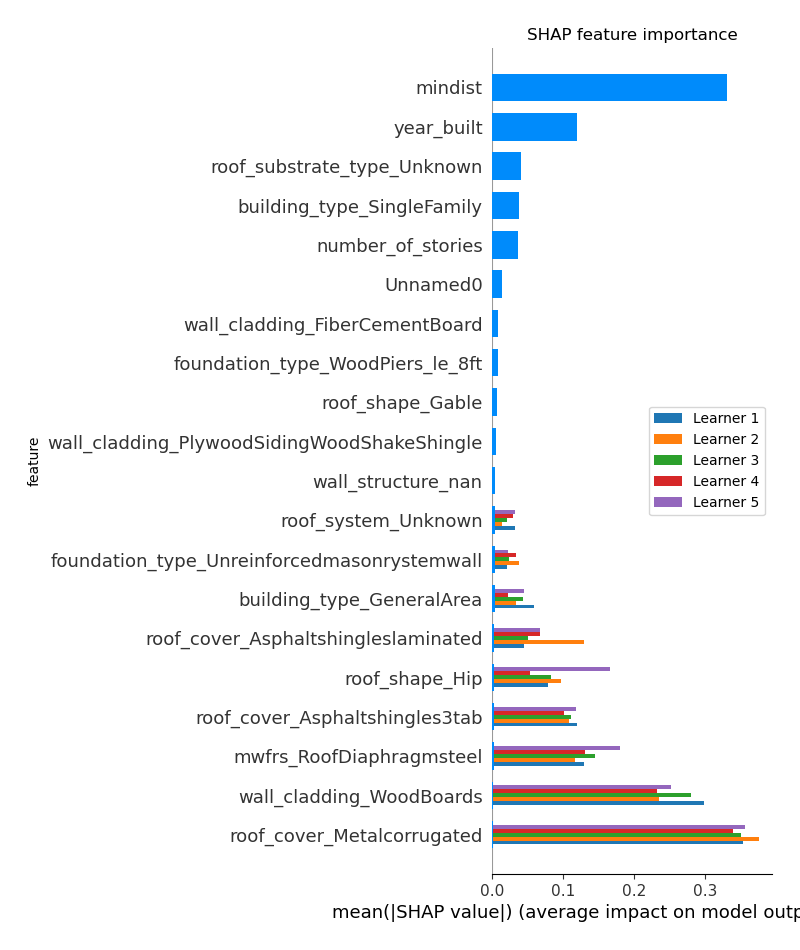 SHAP feature importance
mindist
year_built
roof_substrate_type_Unknown
building_type_SingleFamily
number_of_stories
Unnamed0
wall_cladding_FiberCementBoard
foundation_type_WoodPiers_le_8ft
roof_shape_Gable
wall_cladding_PlywoodSidingWoodShakeShingle
wall_structure_nan
roof_system_Unknown
foundation_type_Unreinforcedmasonrystemwall
building_type_GeneralArea
roof_cover_Asphaltshingleslaminated
roof_shape_Hip
roof_cover_Asphaltshingles3tab
mwfrs_RoofDiaphragmsteel
wall_cladding_WoodBoards
roof_cover_Metalcorrugated
feature
Learner 1
Learner 2
Learner 3
Learner 4
Learner 5
0.0 0.1 0.2 0.3
mean(|SHAP value|) (average impact on model outp